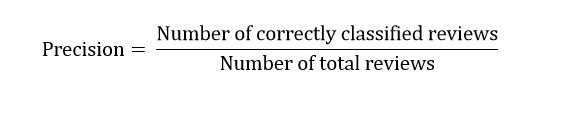 Precision = Number of correctly classified reviews
Number of total reviews